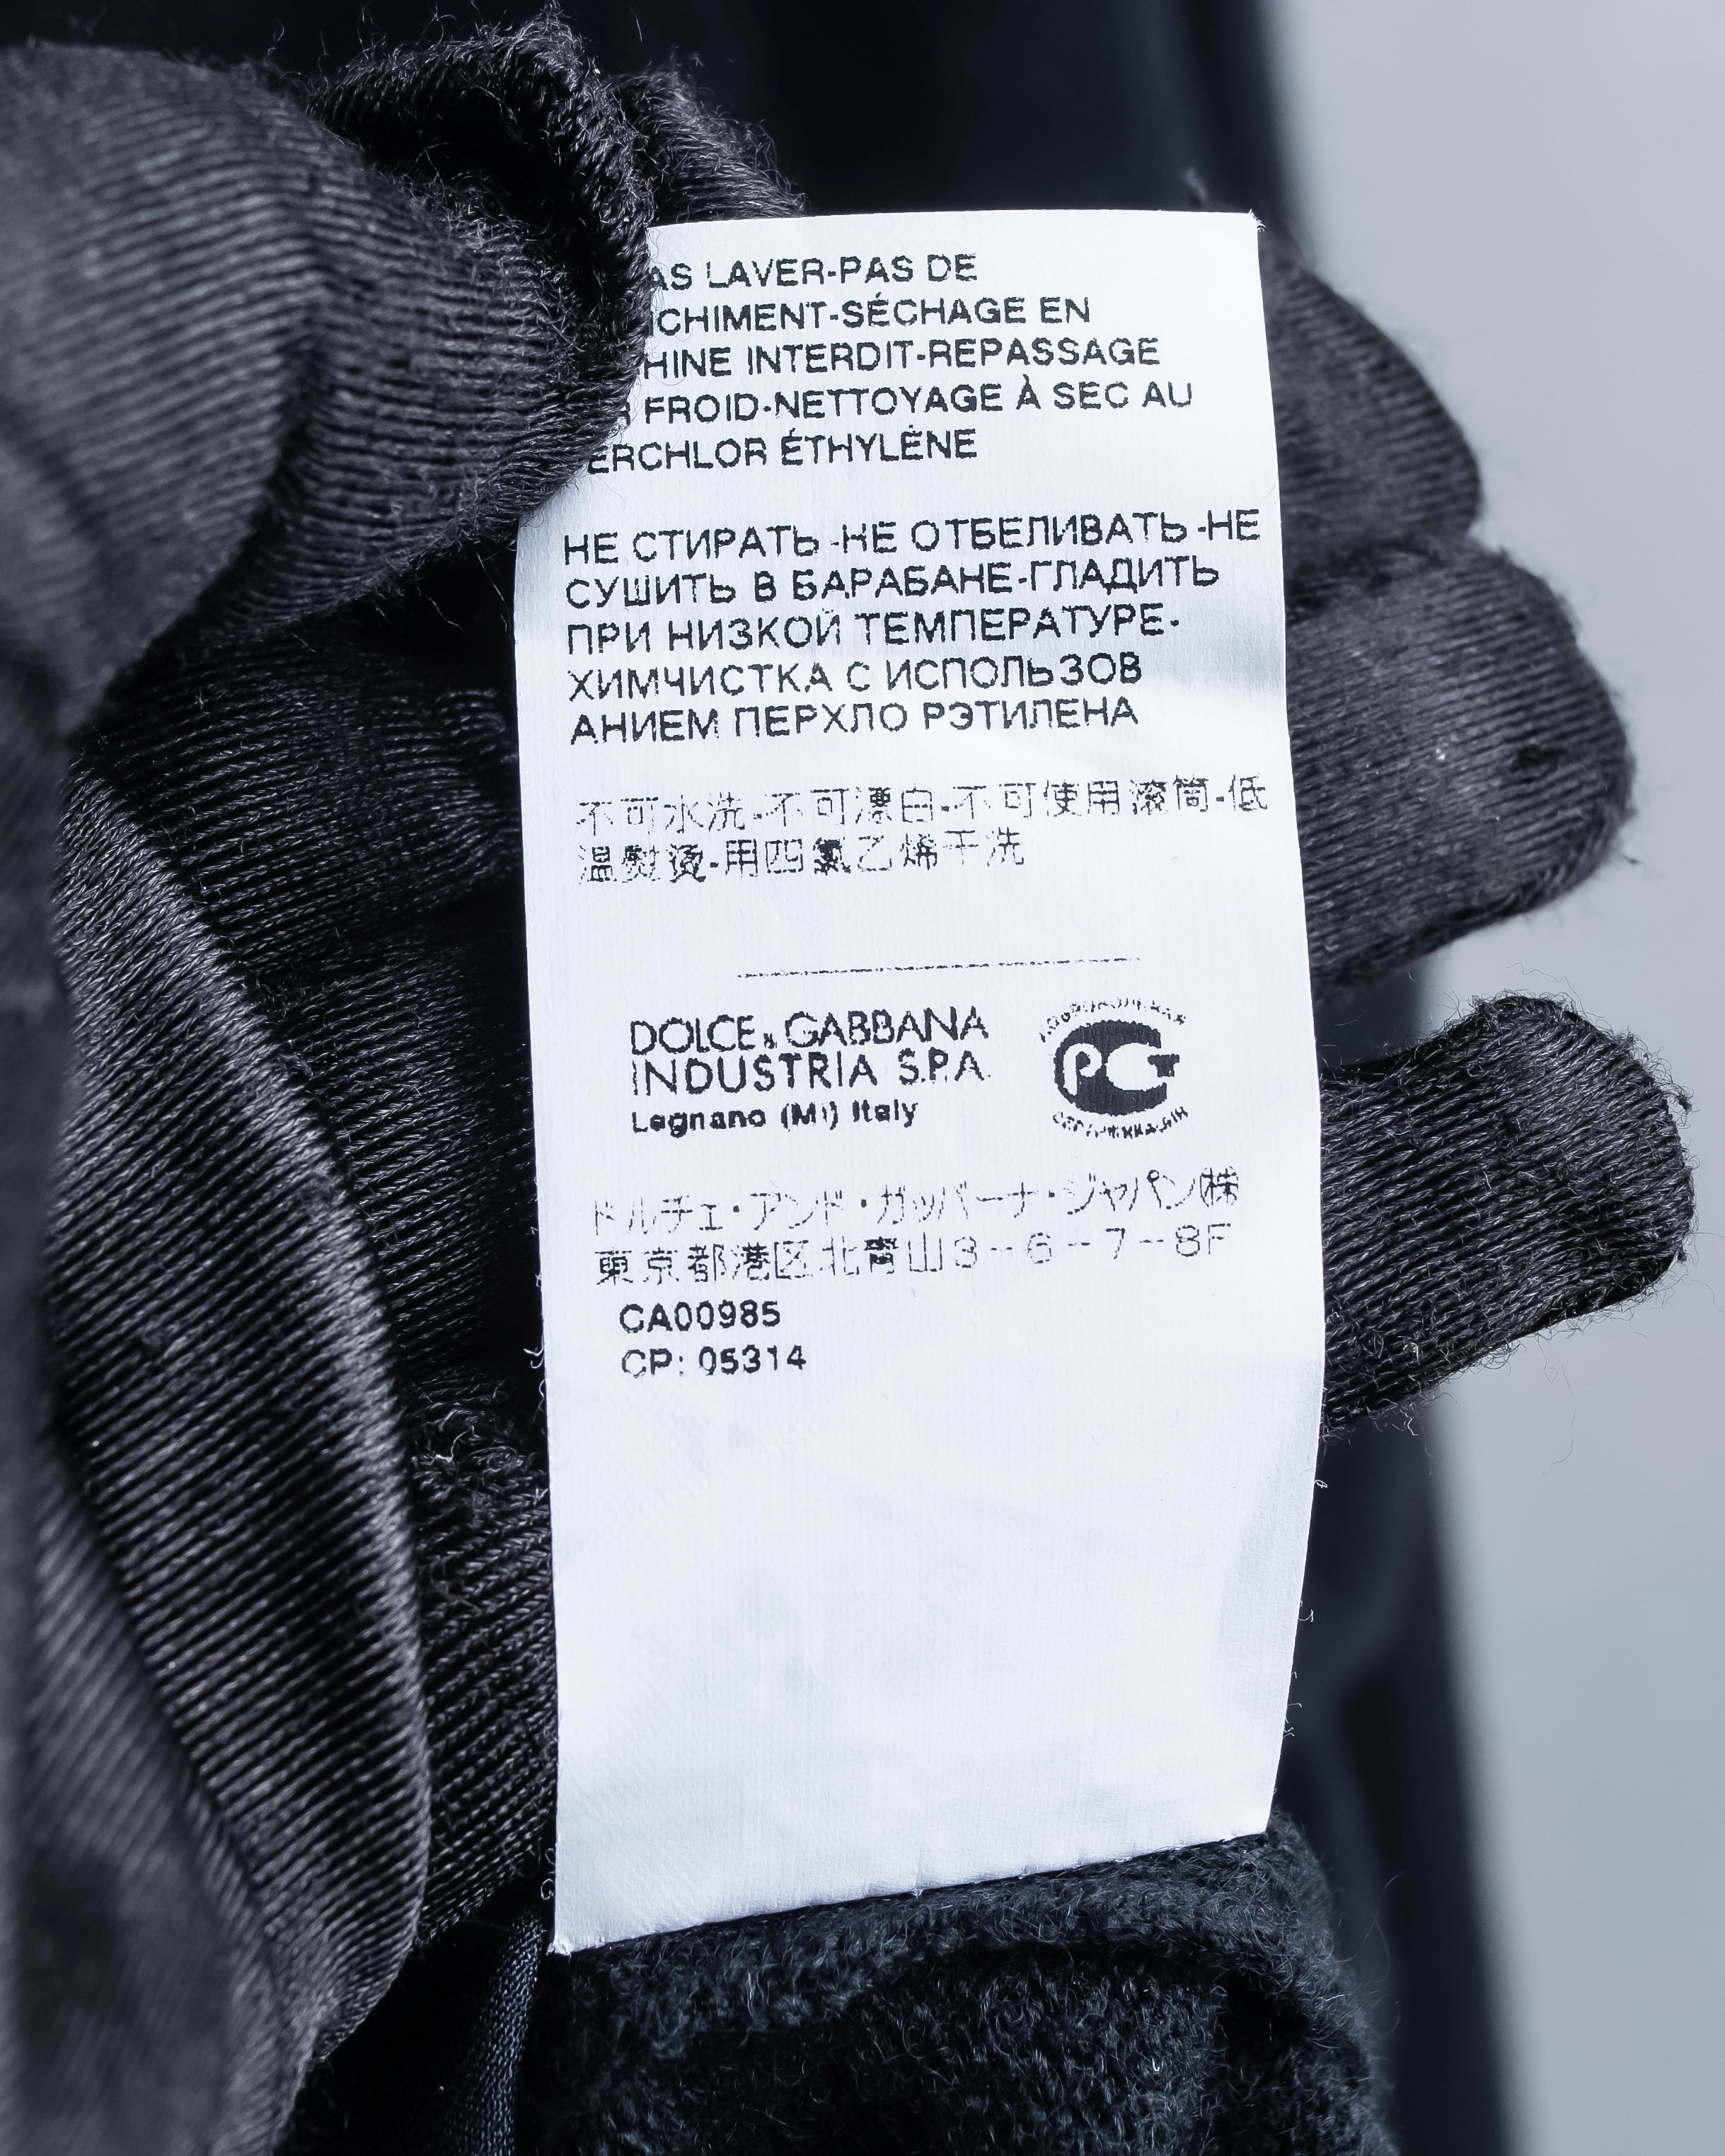 AS LAVER-PAS DE
CHIMENT-SÉCHAGE EN
HINE INTERDIT-REPASSAGE
R FROID-NETTOYAGE À SEC AU
ERCHLOR ÉTHYLÈNE
НЕ СТИРАТЬ -НЕ ОТБЕЛИВАТЬ -НЕ
СУШИТЬ В БАРАБАНЕ-ГЛАДИТЬ
ПРИ НИЗКОЙ ТЕМПЕРАТУРЕ-
ХИМЧИСТКА С ИСПОЛЬЗОВ
АНИЕМ ПЕРХЛО РЭТИЛЕНА
不可水洗-不可漂白-不可使用滚筒-低
温熨烫-用四氯乙烯干洗
DOLCE & GABBANA
INDUSTRIA S.P.A.
Legnano (Mi) Italy
РСТ
ДОБРОВОЛЬНАЯ
СЕРТИФИКАЦИЯ
ドルチェ・アンド・ガッバーナ・ジャパン㈱
東京都港区北青山3－6－7－8F
CA00985
CP: 05314